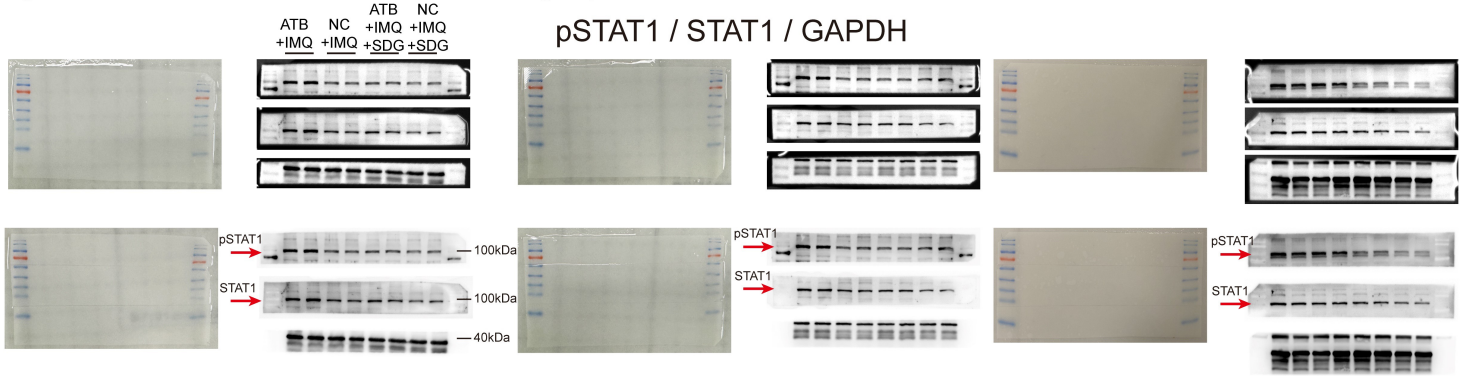 ATB
+IMQ
NC
+IMQ
ATB
+IMQ
+SDG
NC
+IMQ
+SDG
pSTAT1 / STAT1 / GAPDH
pSTAT1
100kDa
STAT1
100kDa
40kDa
pSTAT1
STAT1
pSTAT1
STAT1